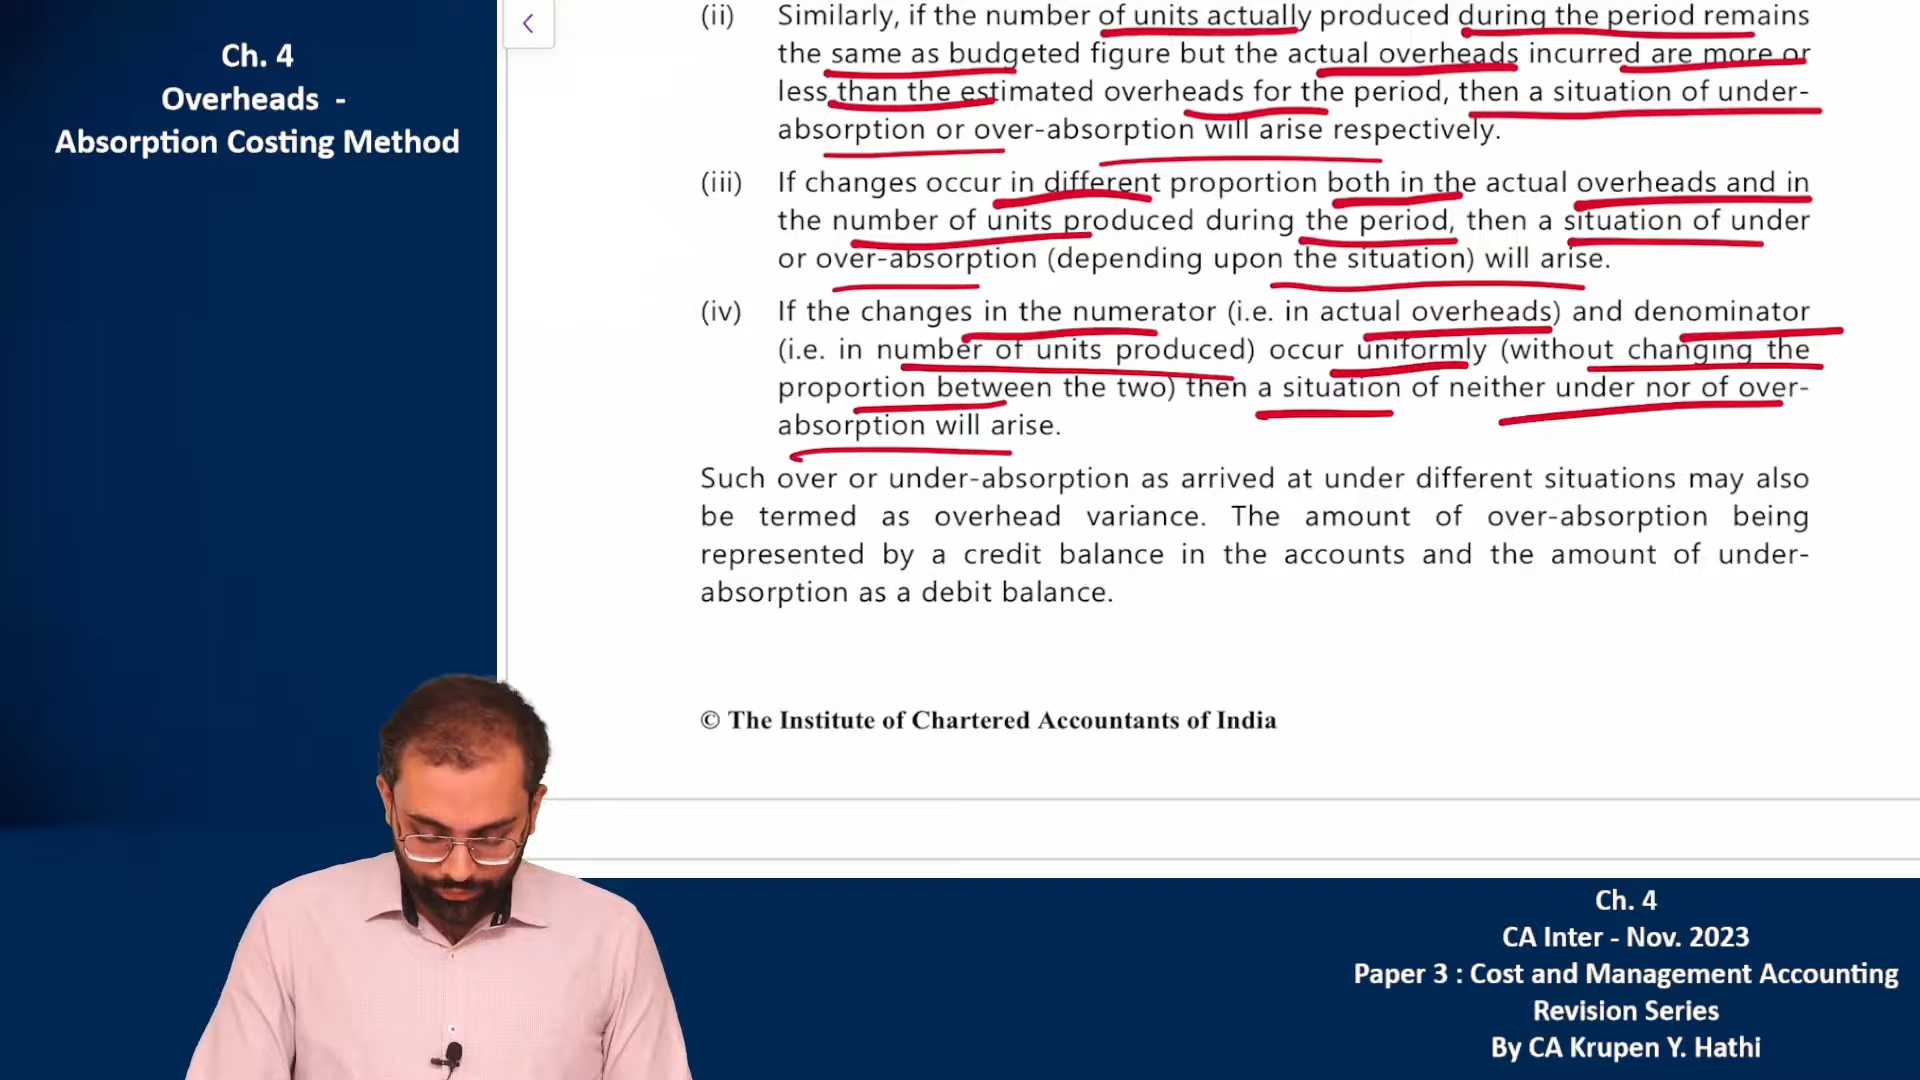 Ch. 4
Overheads -
Absorption Costing Method
(ii) Similarly, if the number of units actually produced during the period remains
the same as budgeted figure but the actual overheads incurred are more or
less than the estimated overheads for the period, then a situation of under-
absorption or over-absorption will arise respectively.
(iii) If changes occur in different proportion both in the actual overheads and in
the number of units produced during the period, then a situation of under
or over-absorption (depending upon the situation) will arise.
(iv) If the changes in the numerator (i.e. in actual overheads) and denominator
(i.e. in number of units produced) occur uniformly (without changing the
proportion between the two) then a situation of neither under nor of over-
absorption will arise.
Such over or under-absorption as arrived at under different situations may also
be termed as overhead variance. The amount of over-absorption being
represented by a credit balance in the accounts and the amount of under-
absorption as a debit balance.
© The Institute of Chartered Accountants of India
Ch. 4
CA Inter - Nov. 2023
Paper 3 : Cost and Management Accounting
Revision Series
By CA Krupen Y. Hathi